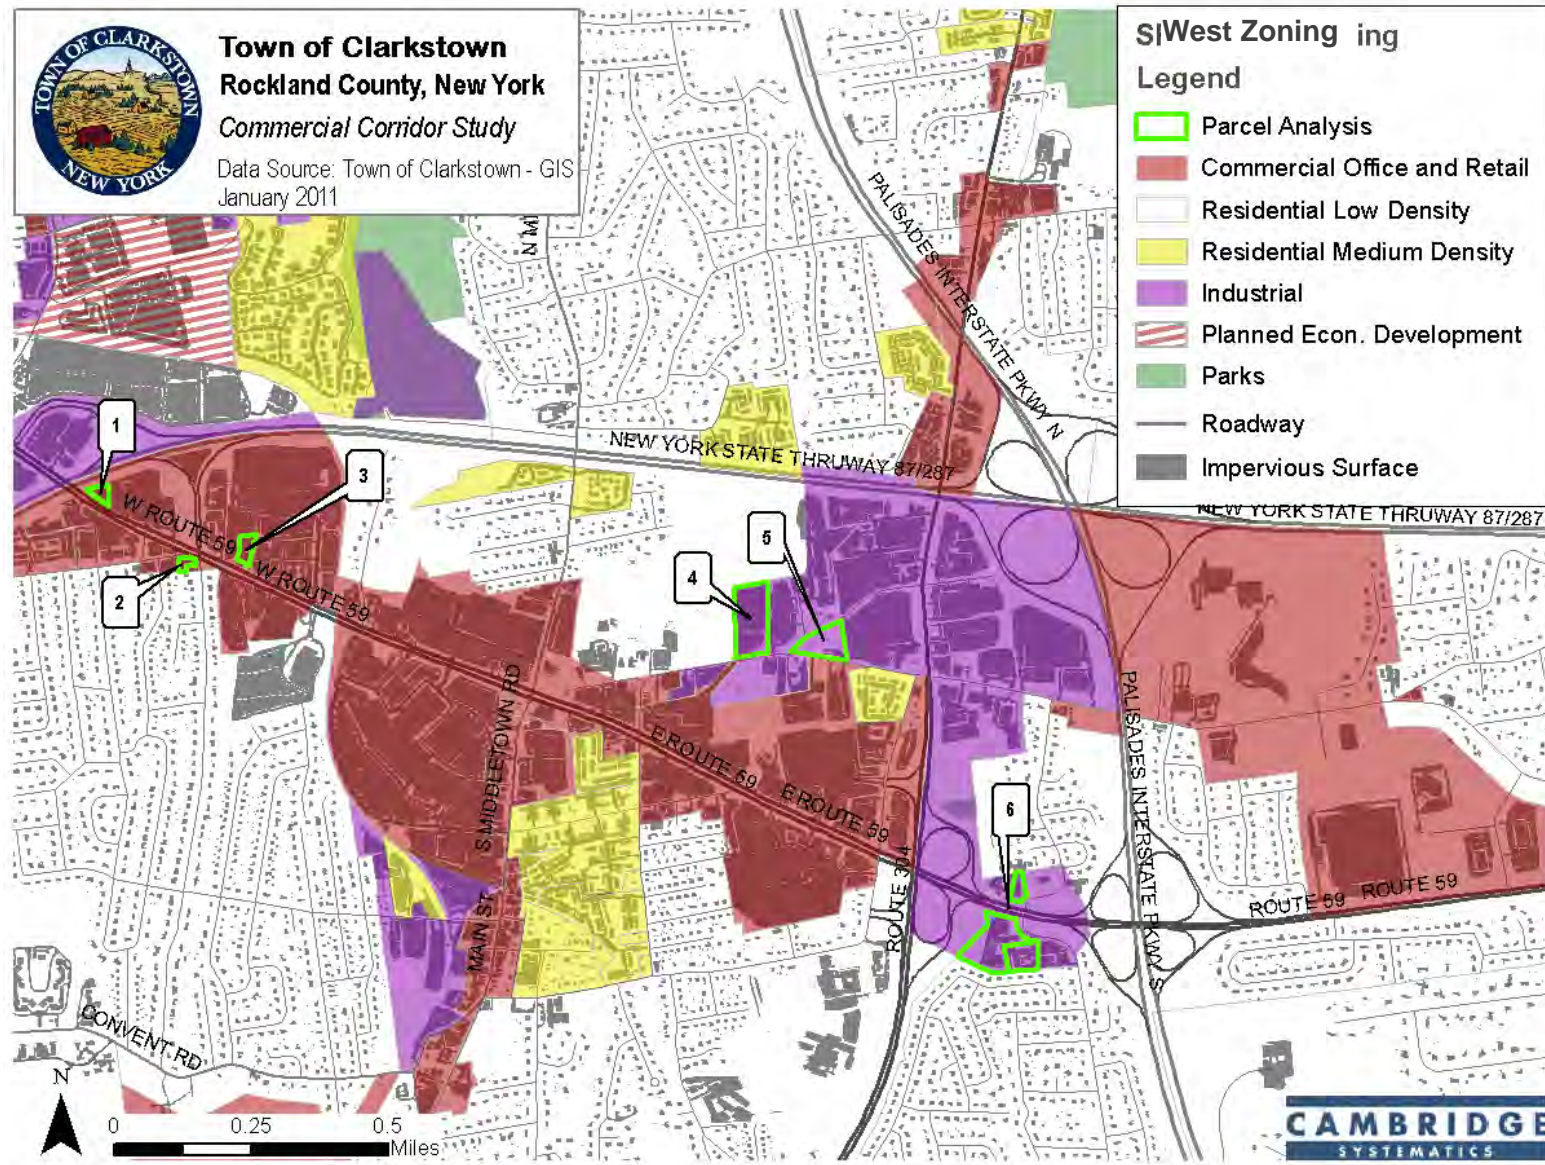 TOWN OF CLARKSTOWN
NEW YORK
Town of Clarkstown
Rockland County, New York
Commercial Corridor Study
Data Source: Town of Clarkstown - GIS
January 2011
West Zoning ing
Legend
Parcel Analysis
Commercial Office and Retail
Residential Low Density
Residential Medium Density
Industrial
Planned Econ. Development
Parks
Roadway
Impervious Surface
N MI
PALISADES INTERSTATE PKWY N
NEW YORK STATE THRUWAY 87/287
NEW YORK STATE THRUWAY 87/287
1
3
W ROUTE 59
2
W ROUTE 59
4
5
S MIDDLETOWN RD
E ROUTE 59
E ROUTE 59
PALISADES INTERSTATE PKWY S
6
ROUTE 304
MAIN ST
ROUTE 59
ROUTE 59
CONVENT RD
N
0 0.25 0.5
Miles
CAMBRIDGE
SYSTEMATICS